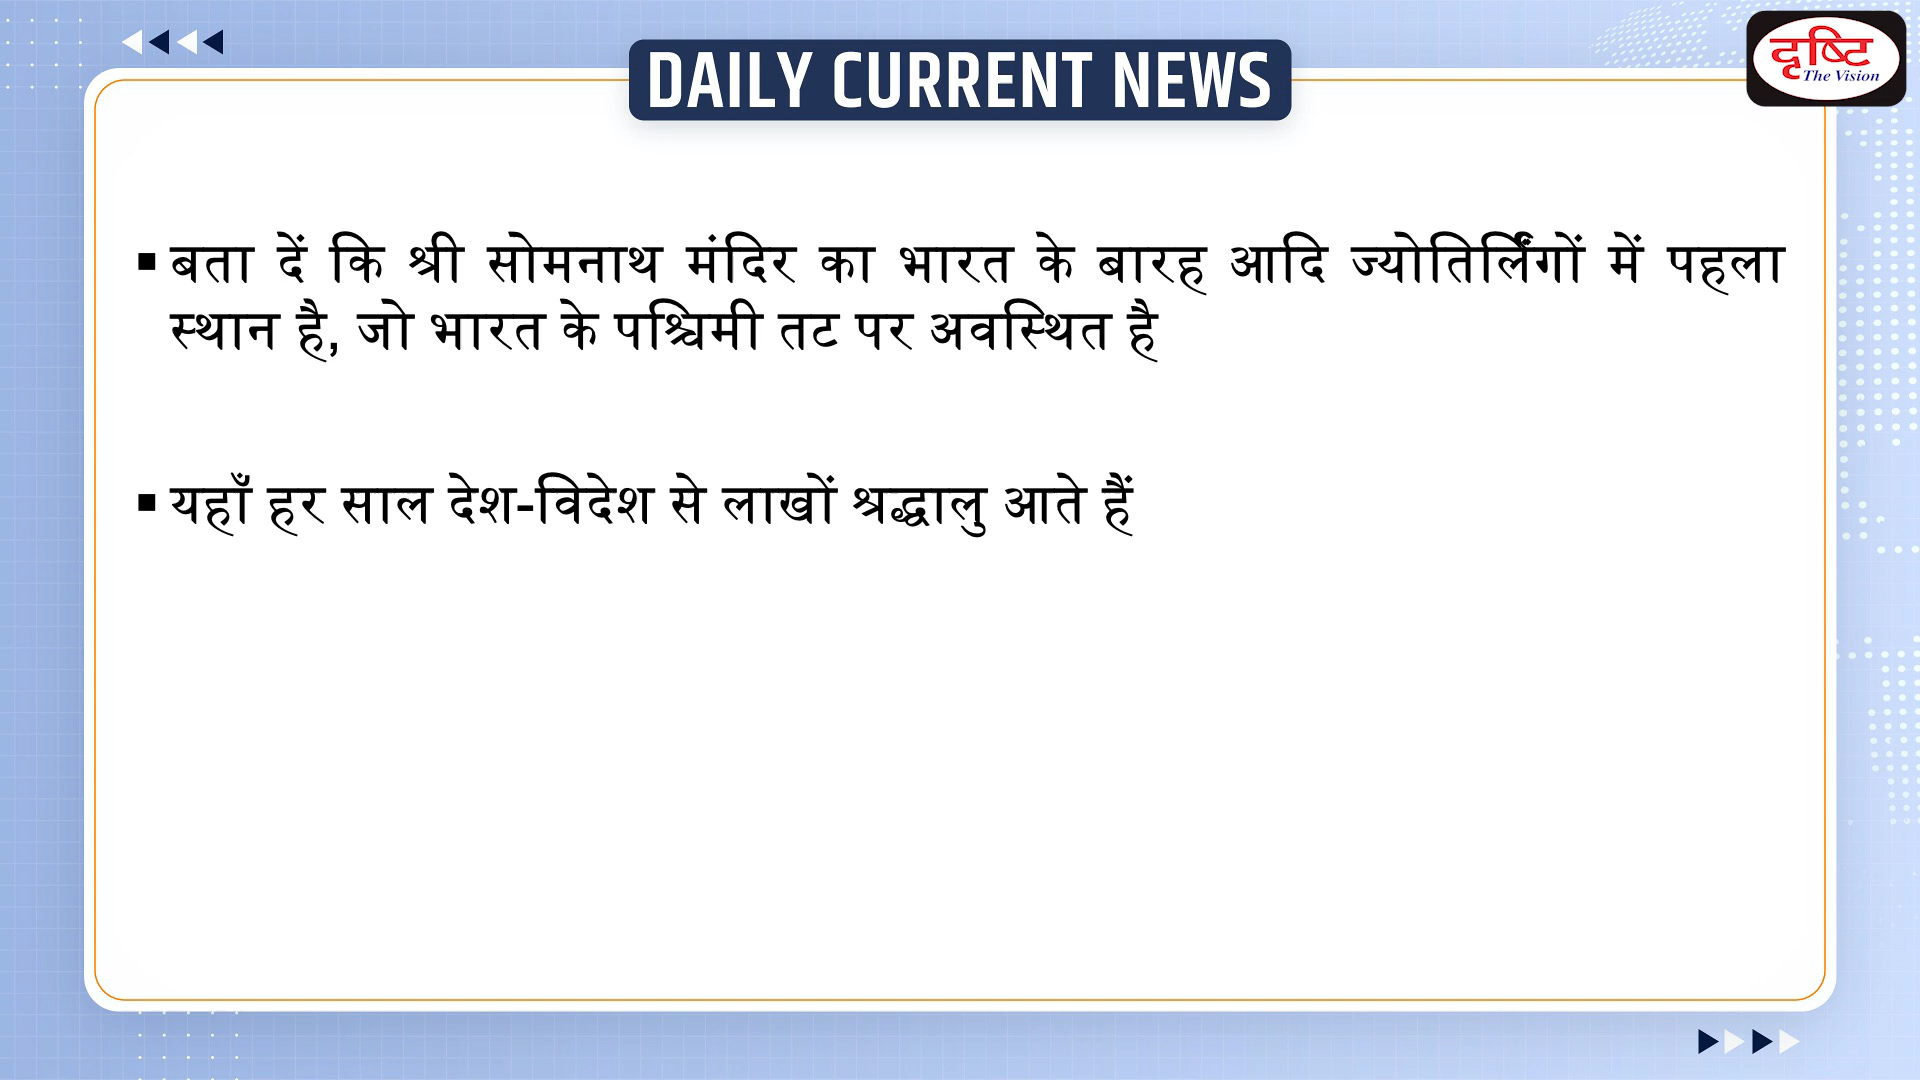 DAILY CURRENT NEWS
दृष्टि
The Vision
▪ बता दें कि श्री सोमनाथ मंदिर का भारत के बारह आदि ज्योतिर्लिंगों में पहला
स्थान है, जो भारत के पश्चिमी तट पर अवस्थित है
▪ यहाँ हर साल देश-विदेश से लाखों श्रद्धालु आते हैं